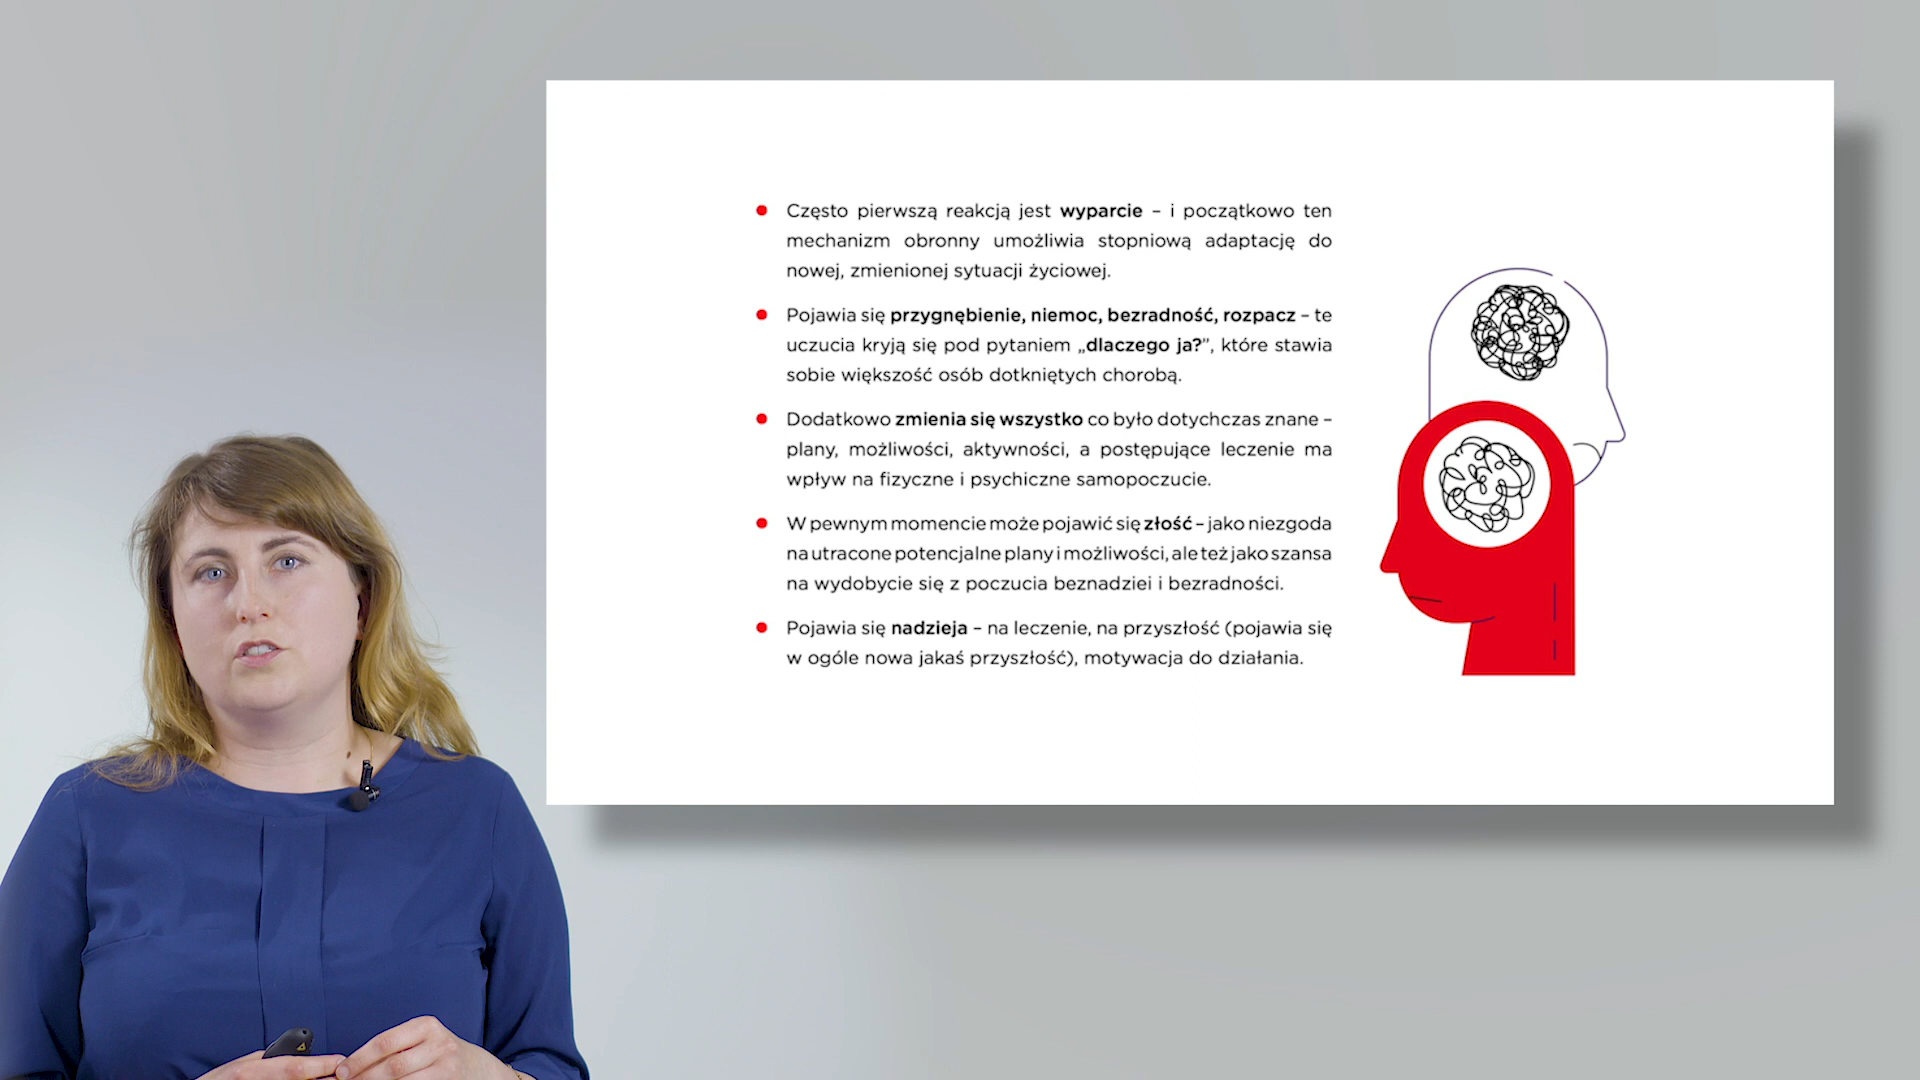 Często pierwszą reakcją jest wyparcie – i początkowo ten
mechanizm obronny umożliwia stopniową adaptację do
nowej, zmienionej sytuacji życiowej.
Pojawia się przygnębienie, niemoc, bezradność, rozpacz – te
uczucia kryją się pod pytaniem „dlaczego ja?”, które stawia
sobie większość osób dotkniętych chorobą.
Dodatkowo zmienia się wszystko co było dotychczas znane –
plany, możliwości, aktywności, a postępujące leczenie ma
wpływ na fizyczne i psychiczne samopoczucie.
W pewnym momencie może pojawić się złość – jako niezgoda
na utracone potencjalne plany i możliwości, ale też jako szansa
na wydobycie się z poczucia beznadziei i bezradności.
Pojawia się nadzieja – na leczenie, na przyszłość (pojawia się
w ogóle nowa jakaś przyszłość), motywacja do działania.